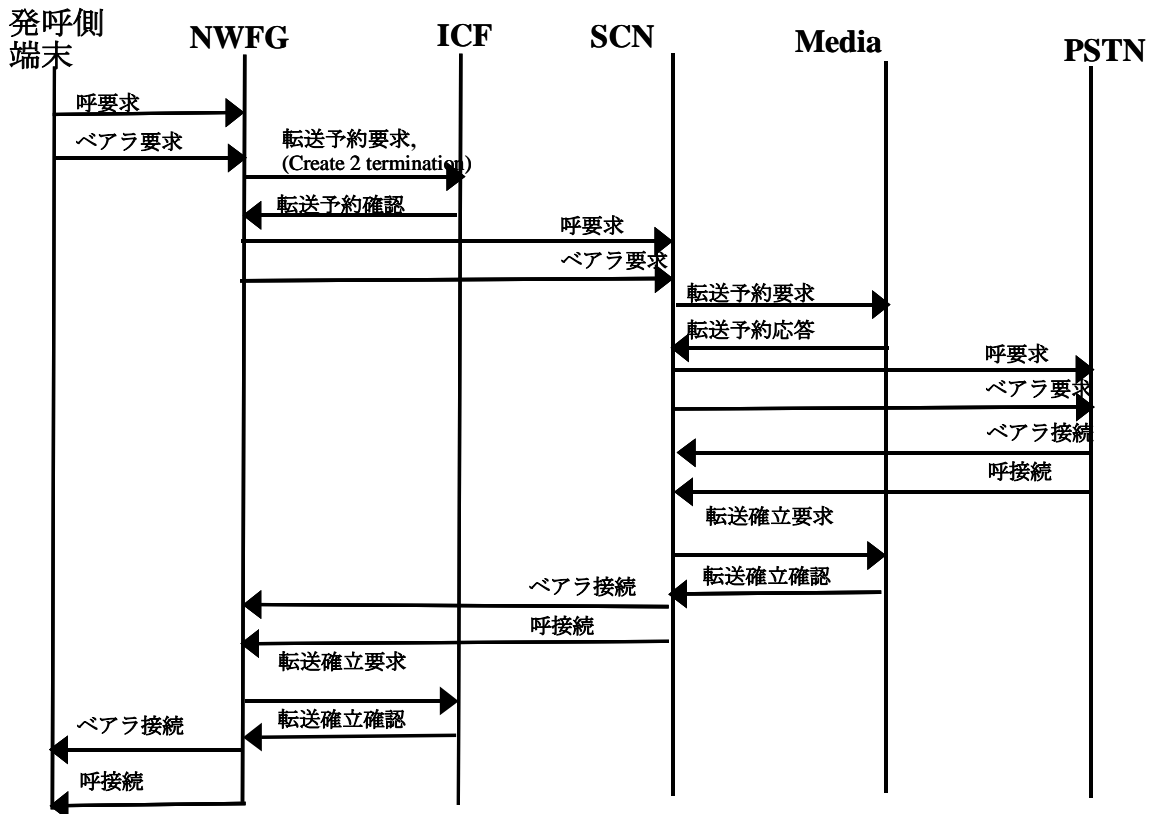 発呼側
端末
NWFG
ICF
SCN
Media
PSTN
呼要求
ベアラ要求
転送予約要求,
(Create 2 termination)
転送予約確認
呼要求
ベアラ要求
転送予約要求
転送予約応答
呼要求
ベアラ要求
ベアラ接続
呼接続
転送確立要求
転送確立確認
ベアラ接続
呼接続
転送確立要求
転送確立確認
ベアラ接続
呼接続